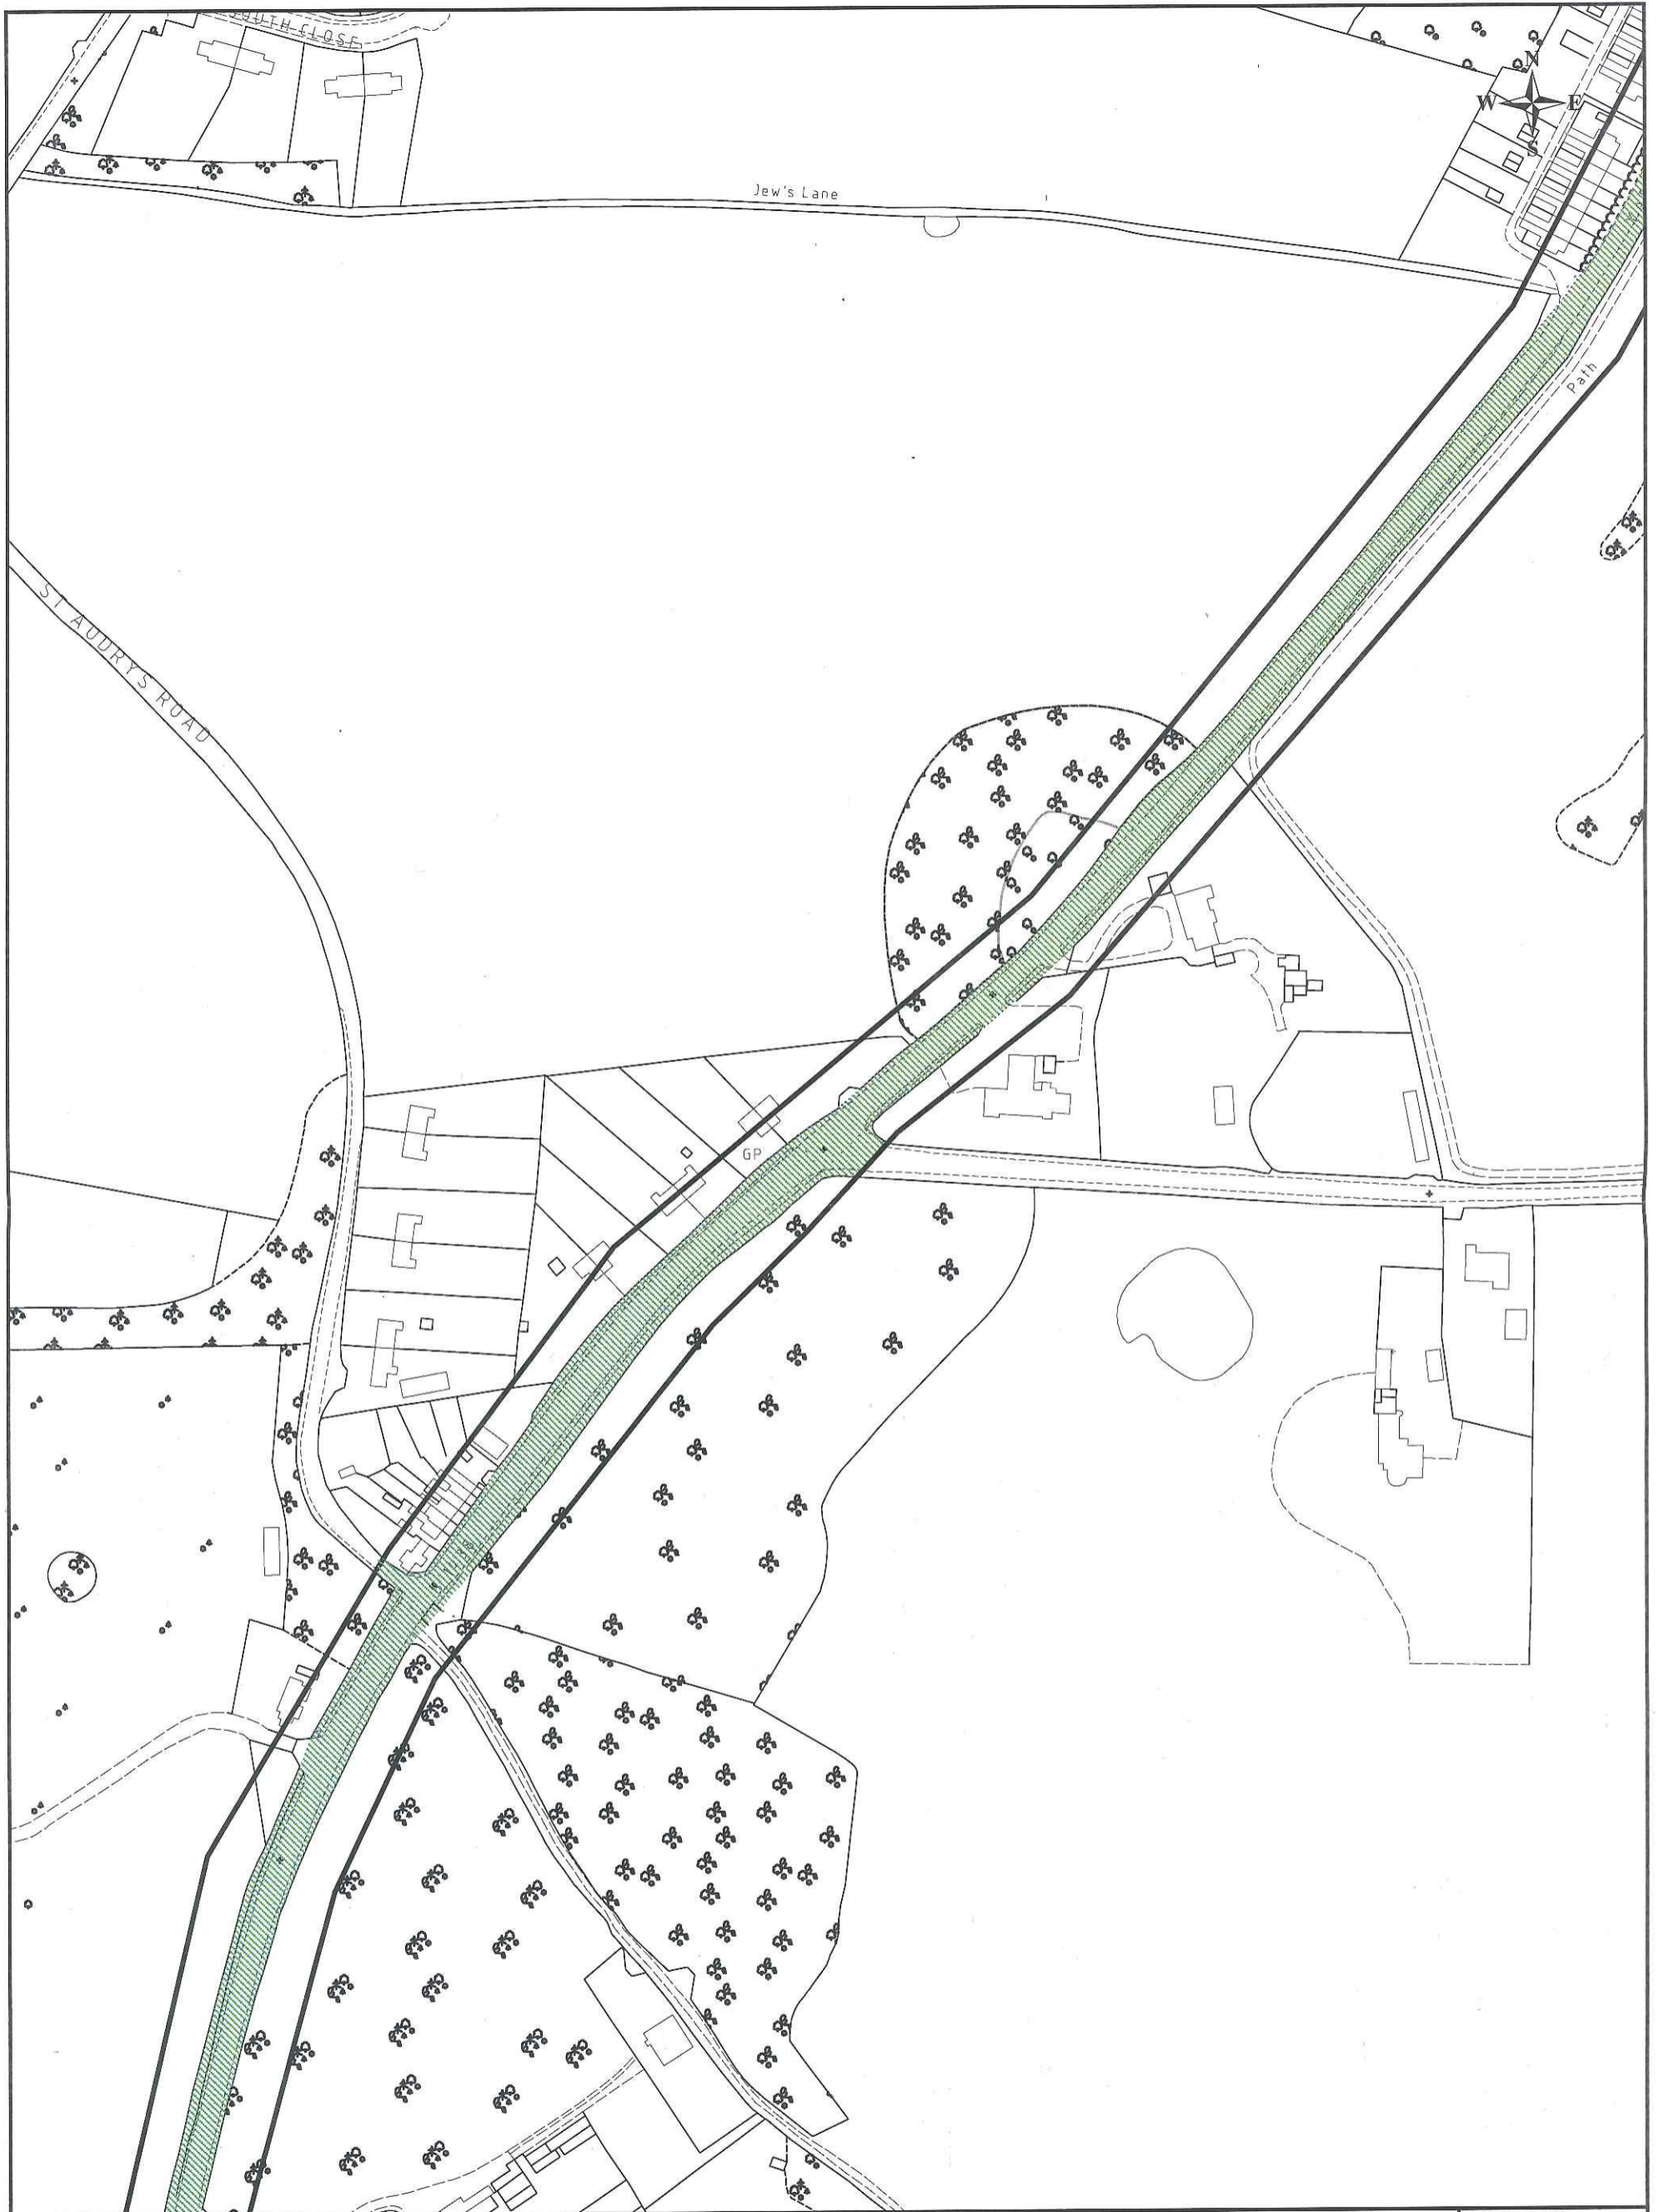 SOUTH CLOSE
N
W E
S
Jew's Lane
Path
ST AUDRYS ROAD
GP